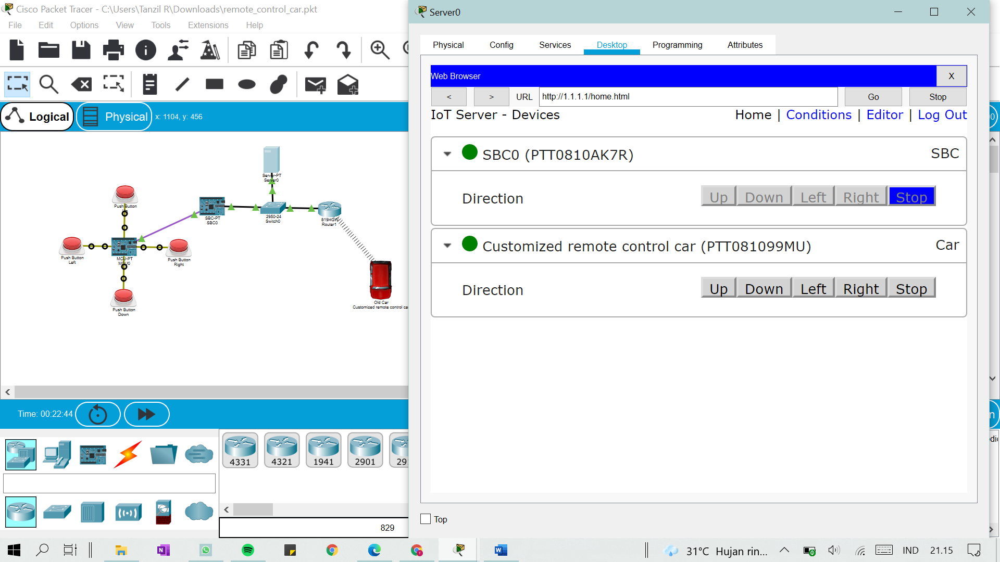 Cisco Packet Tracer - C:\Users\Tanzil R\Downloads\remote_control_car.pkt
File Edit Options View Tools Extensions Help
Logical
Physical
x: 1104, y: 456
Server-PT
Server0
Push Button
SBC-PT
SBC0
2950-24
Switch0
819HGW
Router1
Push Button
Left
MCU-PT
MCU0
Push Button
Right
Push Button
Down
Old Car
Customized remote control ca
Time: 00:22:44
4331
4321
1941
2901
29
829
Server0
Physical Config Services Desktop Programming Attributes
Web Browser
X
< > URL http://1.1.1.1/home.html Go Stop
IoT Server - Devices
Home | Conditions | Editor | Log Out
SBC0 (PTT0810AK7R)
SBC
Direction
Up Down Left Right Stop
Customized remote control car (PTT081099MU)
Car
Direction
Up Down Left Right Stop
Top
31°C Hujan rin...
IND
21.15